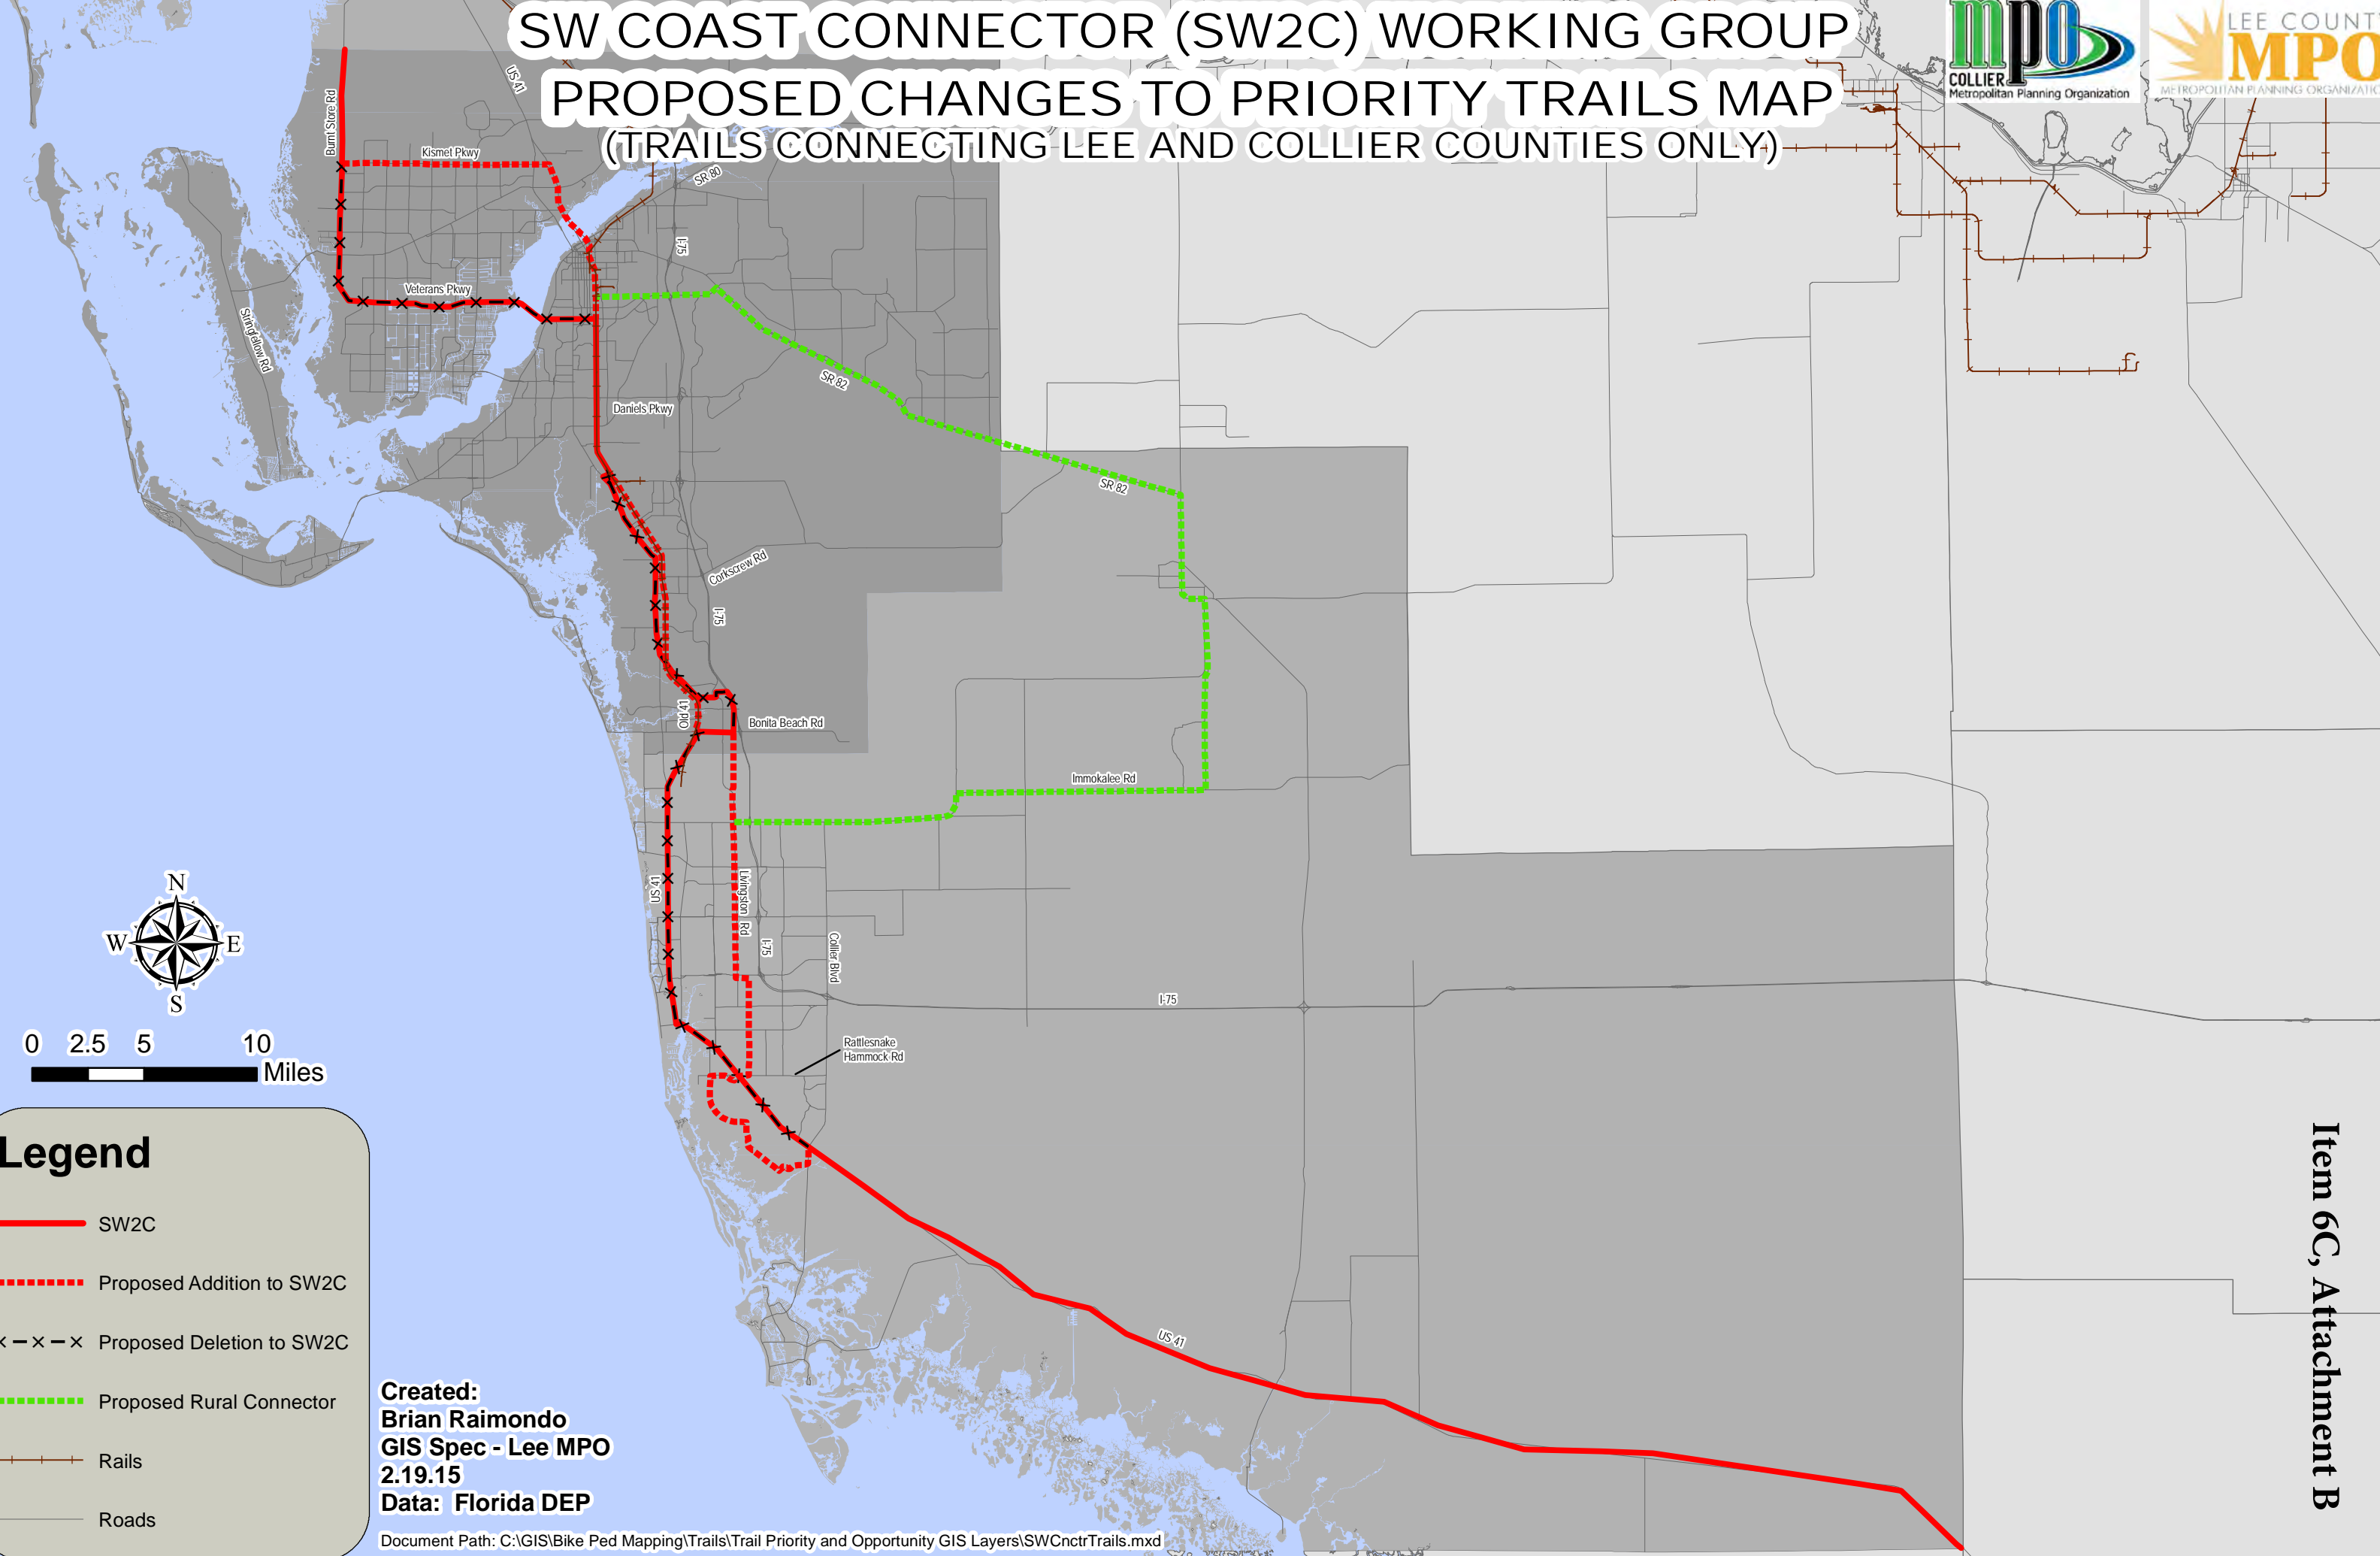 SW COAST CONNECTOR (SW2C) WORKING GROUP
PROPOSED CHANGES TO PRIORITY TRAILS MAP
(TRAILS CONNECTING LEE AND COLLIER COUNTIES ONLY)
mpo
COLLIER
Metropolitan Planning Organization
LEE COUNTY
MPO
METROPOLITAN PLANNING ORGANIZATION
Burnt Store Rd
US 41
Kismet Pkwy
SR 80
I-75
Veterans Pkwy
Stringfellow Rd
SR 82
Daniels Pkwy
SR 82
Corkscrew Rd
I-75
Old 41
Bonita Beach Rd
Immokalee Rd
US 41
Livingston Rd
I-75
Collier Blvd
I-75
Rattlesnake
Hammock Rd
US 41
N
W
E
S
0 2.5 5 10
Miles
Legend
SW2C
Proposed Addition to SW2C
Proposed Deletion to SW2C
Proposed Rural Connector
Rails
Roads
Created:
Brian Raimondo
GIS Spec - Lee MPO
2.19.15
Data: Florida DEP
Document Path: C:\GIS\Bike Ped Mapping\Trails\Trail Priority and Opportunity GIS Layers\SWCnctrTrails.mxd
Item 6C, Attachment B